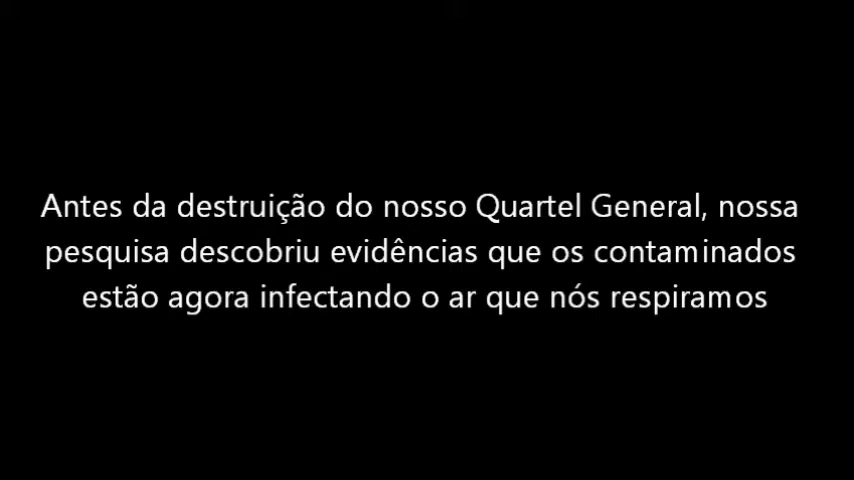 Antes da destruição do nosso Quartel General, nossa
pesquisa descobriu evidências que os contaminados
estão agora infectando o ar que nós respiramos